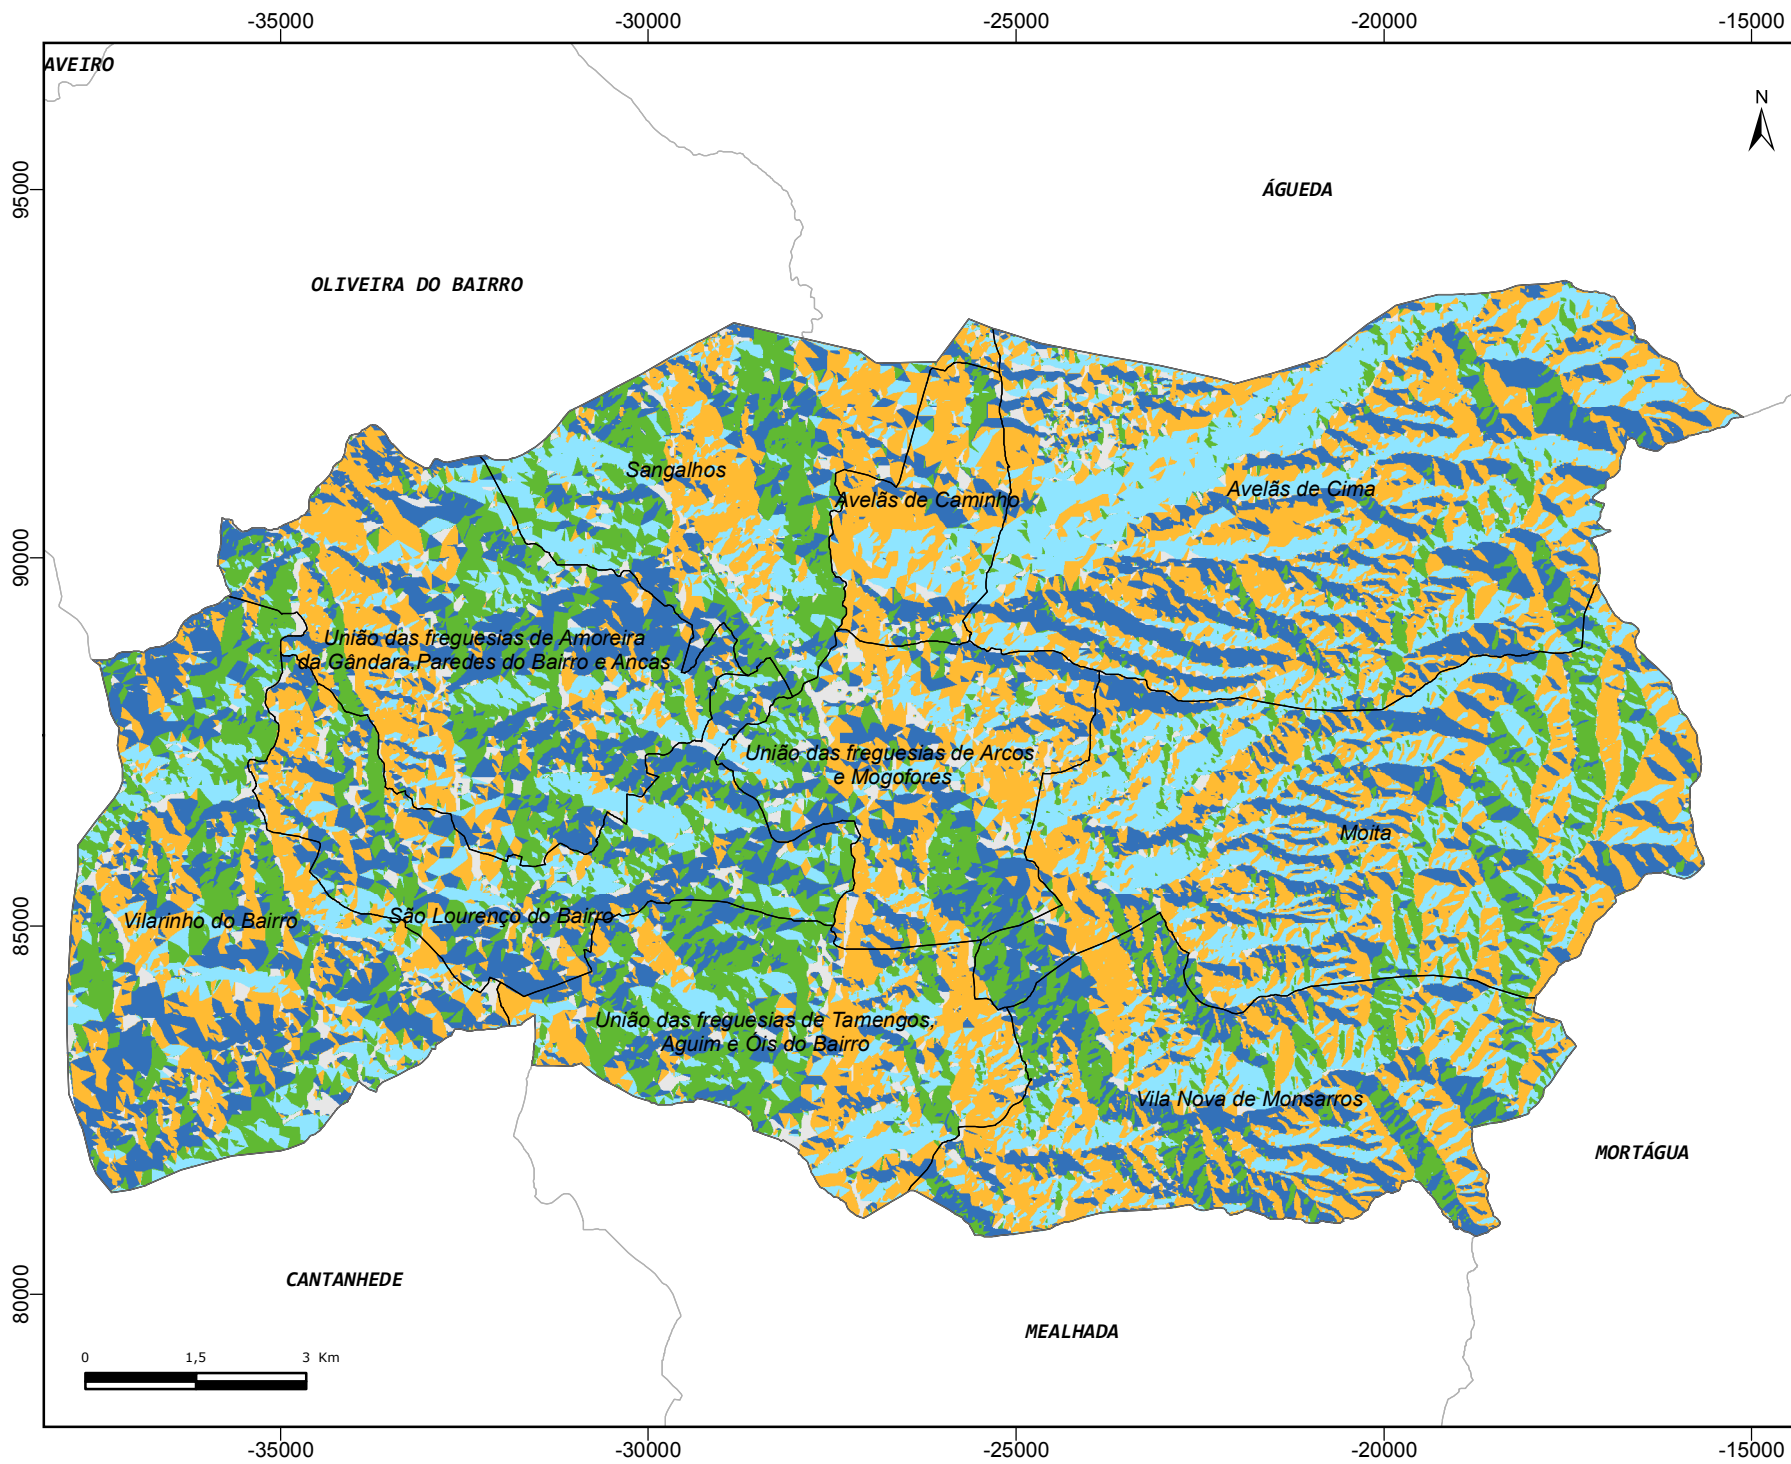 -35000
-30000
-25000
-20000
-15000
AVEIRO
N
95000
ÁGUEDA
OLIVEIRA DO BAIRRO
Sangalhos
Avelãs de Caminho
Avelãs de Cima
90000
União das freguesias de Amoreira
da Gândara,Paredes do Bairro e Ancas
União das freguesias de Arcos
e Mogofores
Moita
85000
Vilarinho do Bairro
São Lourenço do Bairro
União das freguesias de Tamengos,
Aguim e Óis do Bairro
Vila Nova de Monsarros
MORTÁGUA
80000
CANTANHEDE
MEALHADA
0 1,5 3 Km
-35000
-30000
-25000
-20000
-15000